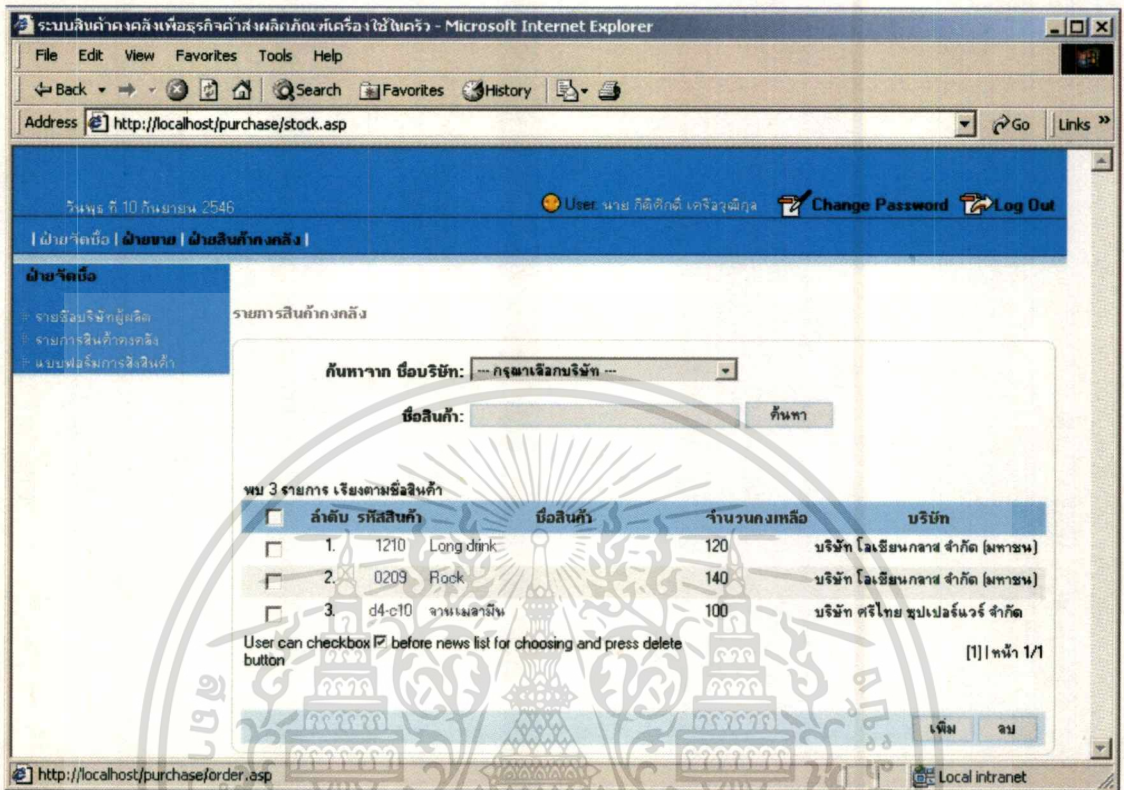 ระบบสินค้าคงคลังเพื่อธุรกิจค้าส่งผลิตภัณฑ์เครื่องใช้ในครัว - Microsoft Internet Explorer
File Edit View Favorites Tools Help
Back Search Favorites History
Address http://localhost/purchase/stock.asp Go Links »
วันพุธ ที่ 10 กันยายน 2546 User: นาย Change Password Log Out
| ฝ่ายจัดซื้อ | ฝ่ายขาย | ฝ่ายสินค้าคงคลัง |
ฝ่ายจัดซื้อ
รายชื่อบริษัทผู้ผลิต
รายการสินค้าคงคลัง
แบบฟอร์มการสั่งสินค้า
รายการสินค้าคงคลัง
ค้นหาจาก ชื่อบริษัท: --- กรุณาเลือกบริษัท ---
ชื่อสินค้า: ค้นหา
พบ 3 รายการ เรียงตามชื่อสินค้า
ลำดับ รหัสสินค้า ชื่อสินค้า จำนวนคงเหลือ บริษัท
1. 1210 Long drink 120 บริษัท โอเชียนกลาส จำกัด (มหาชน)
2. 0209 Rock 140 บริษัท โอเชียนกลาส จำกัด (มหาชน)
3. d4-c10 จานเมลามีน 100 บริษัท ศรีไทย ซุปเปอร์แวร์ จำกัด
User can checkbox ☑ before news list for choosing and press delete
button
[1] | หน้า 1/1
เพิ่ม ลบ
http://localhost/purchase/order.asp Local intranet